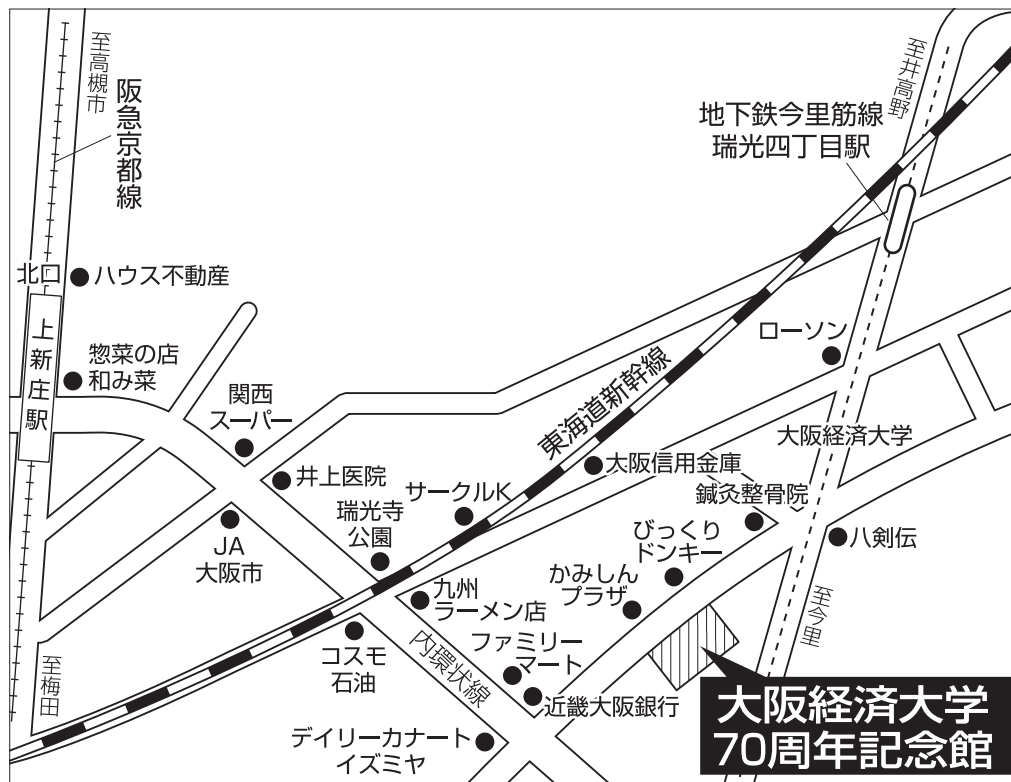 至高槻市
阪急京都線
北口
ハウス不動産
上新庄駅
惣菜の店
和み菜
関西
スーパー
井上医院
JA
大阪市
瑞光寺
公園
サークルK
九州
ラーメン店
コスモ
石油
内環状線
ファミリー
マート
近畿大阪銀行
デイリーカナート
イズミヤ
至梅田
東海道新幹線
大阪信用金庫
地下鉄今里筋線
瑞光四丁目駅
至井高野
ローソン
大阪経済大学
鍼灸整骨院
びっくり
ドンキー
かみしん
プラザ
八剣伝
至今里
大阪経済大学
70周年記念館